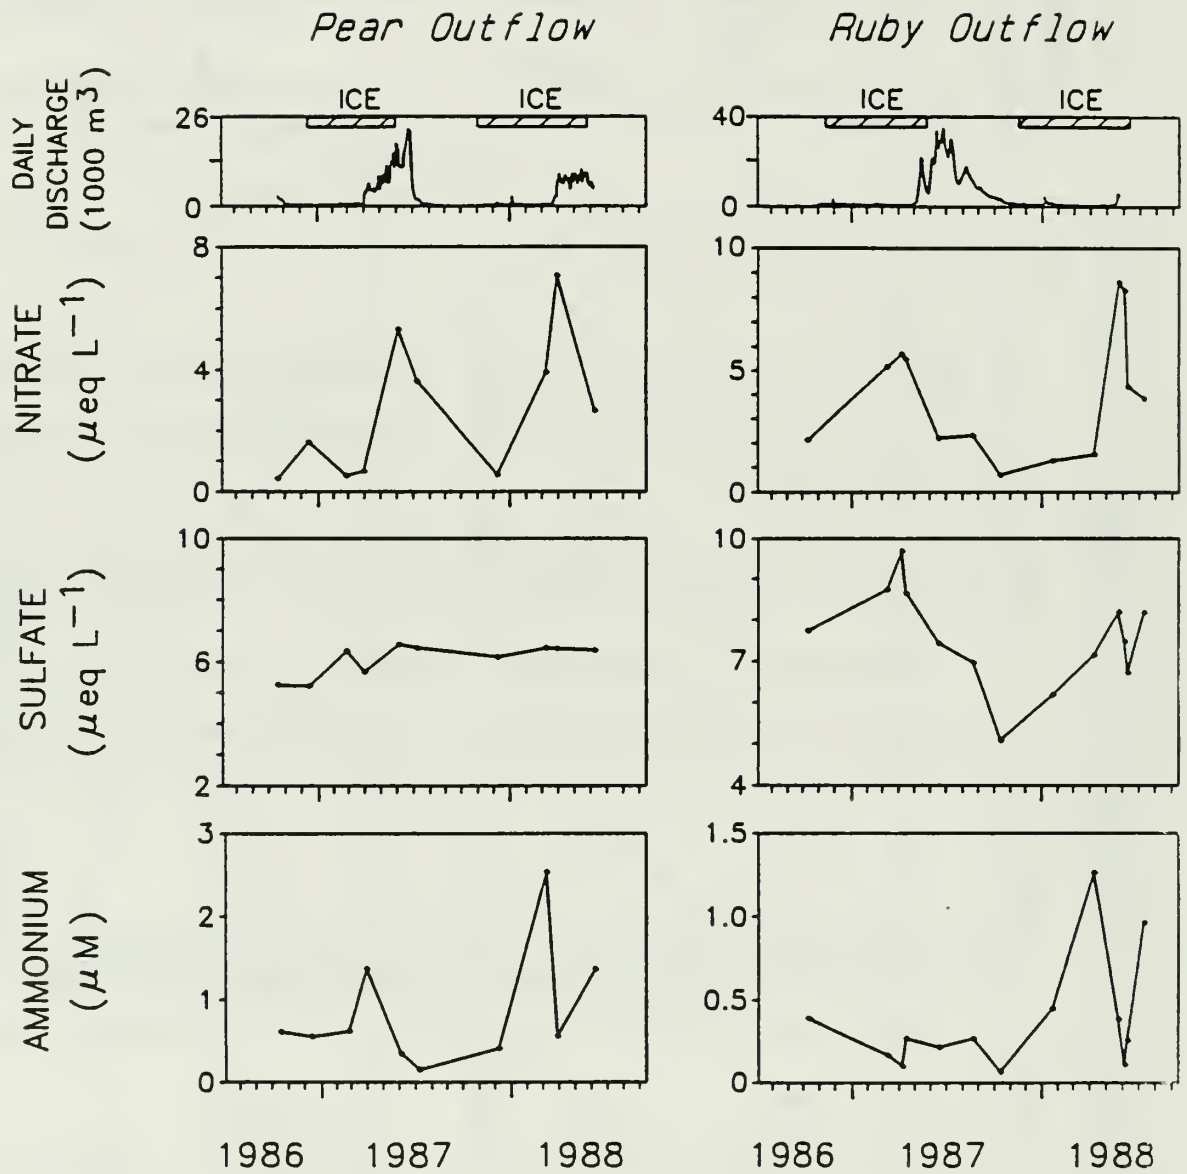 Pear Outflow
Ruby Outflow
DAILY
DISCHARGE
(1000 m³)
26
0
ICE
ICE
40
0
ICE
ICE
NITRATE
(μeq L⁻¹)
8
4
0
10
5
0
SULFATE
(μeq L⁻¹)
10
6
2
10
7
4
AMMONIUM
(μM)
3
2
1
0
1.5
1.0
0.5
0
1986 1987 1988
1986 1987 1988